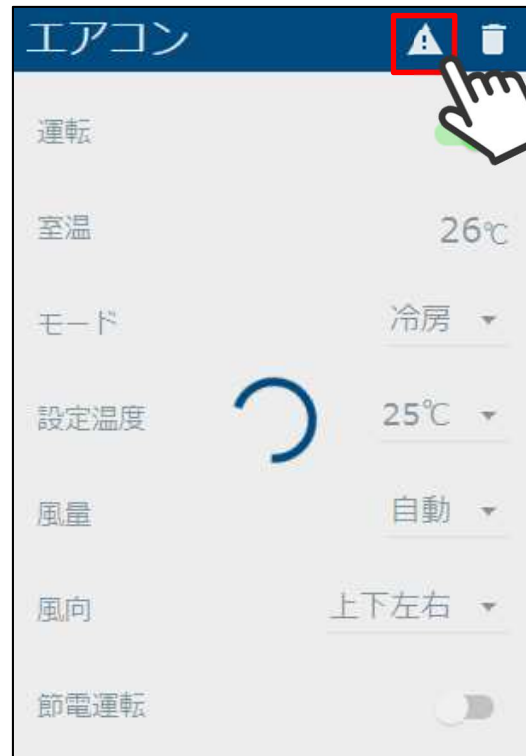 エアコン
運転
室温 26℃
モード 冷房
設定温度 25℃
風量 自動
風向 上下左右
節電運転